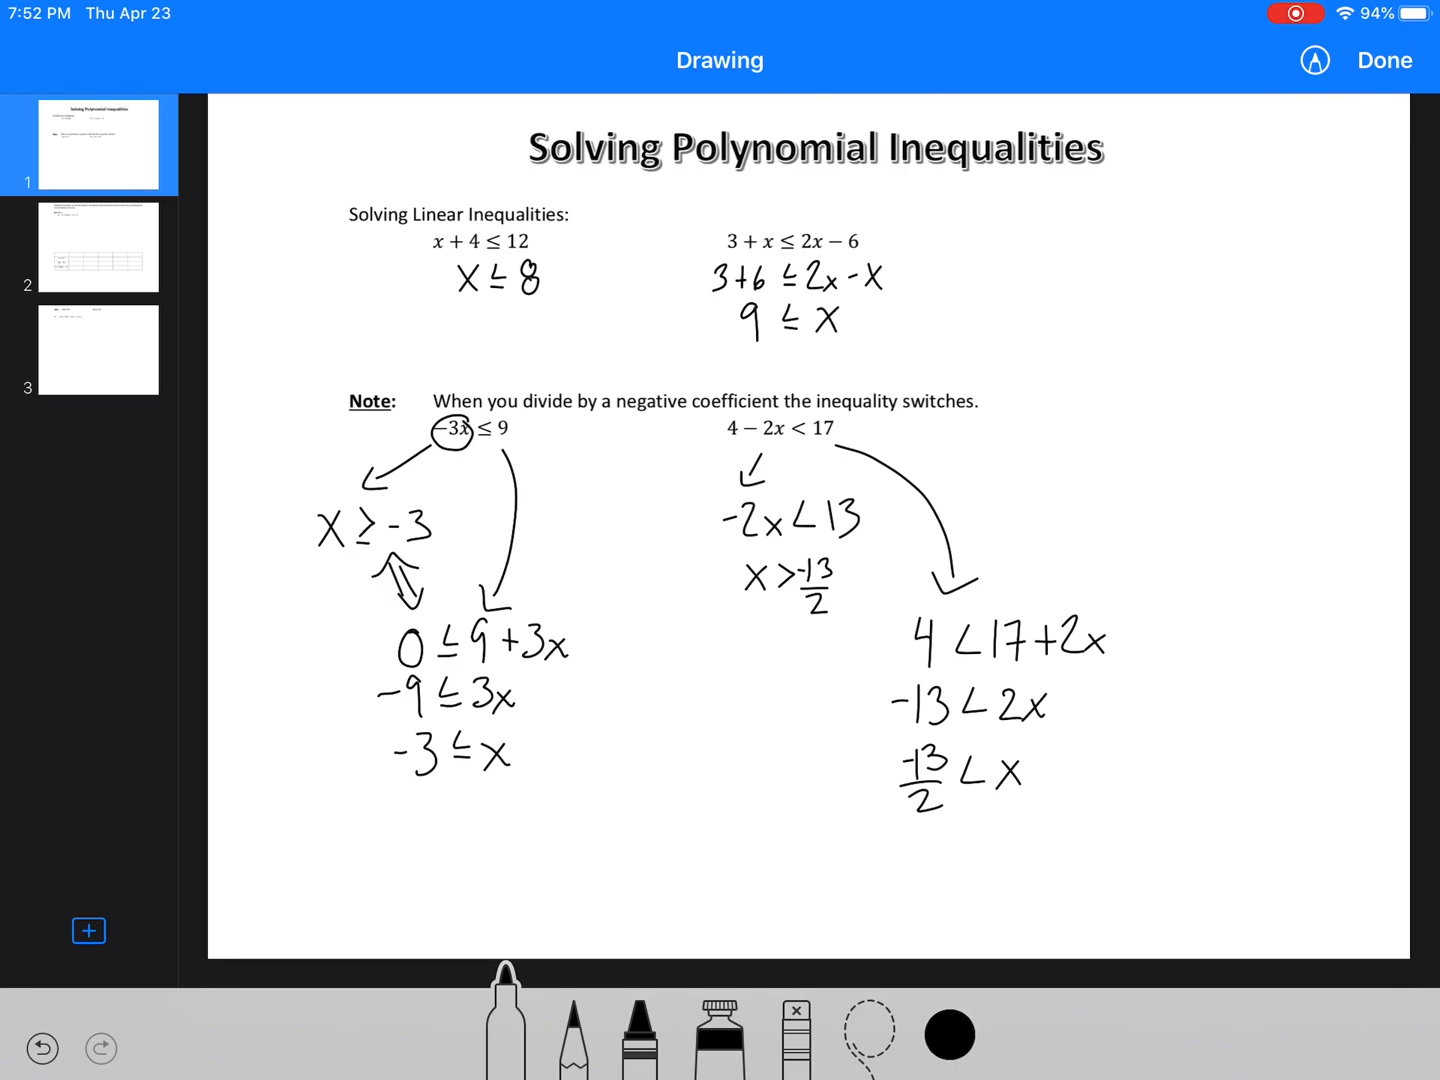 7:52 PM Thu Apr 23
94%
Drawing
Done
1
2
3
Solving Polynomial Inequalities
Solving Linear Inequalities:
x + 4 ≤ 12
x ≤ 8
3 + x ≤ 2x − 6
3+6 ≤ 2x - x
9 ≤ x
Note: When you divide by a negative coefficient the inequality switches.
−3x ≤ 9
x ≥ -3
0 ≤ 9 + 3x
-9 ≤ 3x
-3 ≤ x
4 − 2x < 17
-2x < 13
x > -13/2
4 < 17 + 2x
-13 < 2x
-13/2 < x